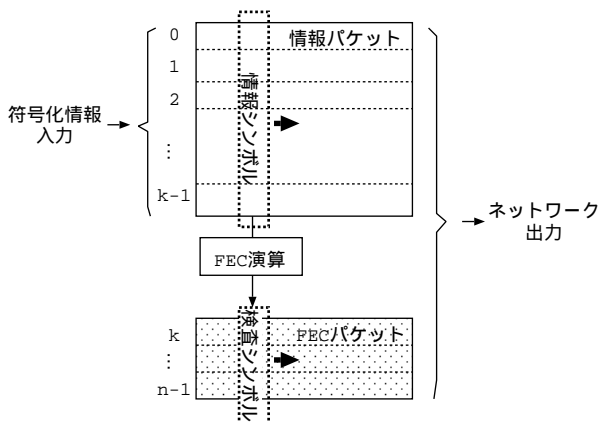 0
情報パケット
1
2
⋮
k-1
情報シンボル
符号化情報
入力
ネットワーク
出力
FEC演算
検査シンボル
k
FECパケット
⋮
n-1